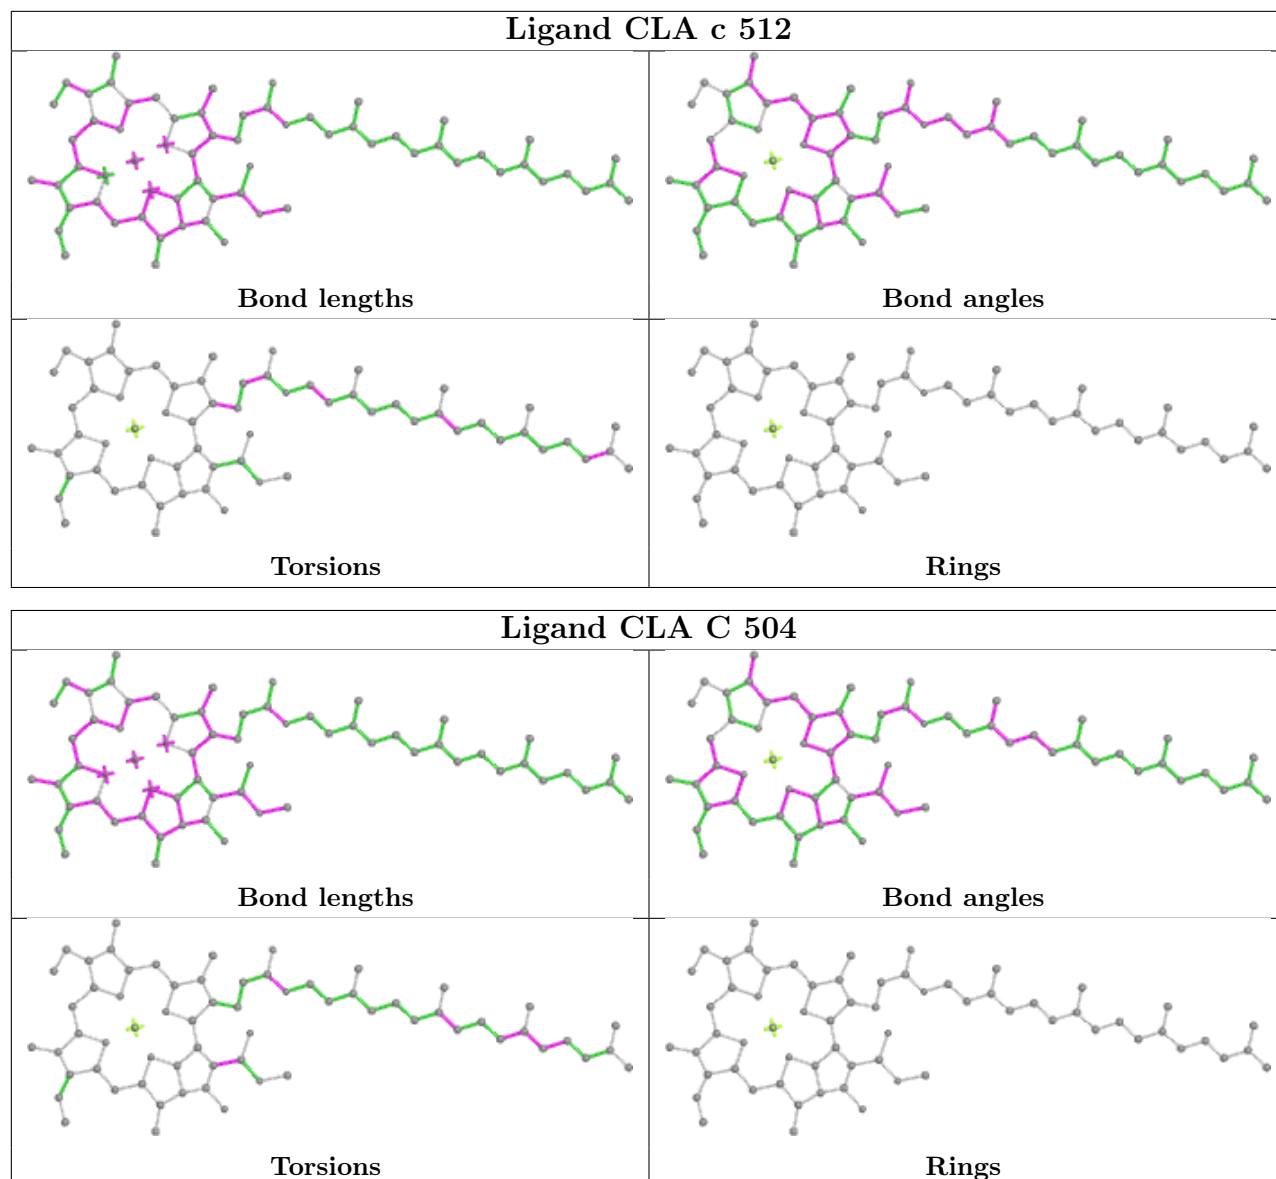 Ligand CLA c 512
Bond lengths
Bond angles
Torsions
Rings
Ligand CLA C 504
Bond lengths
Bond angles
Torsions
Rings